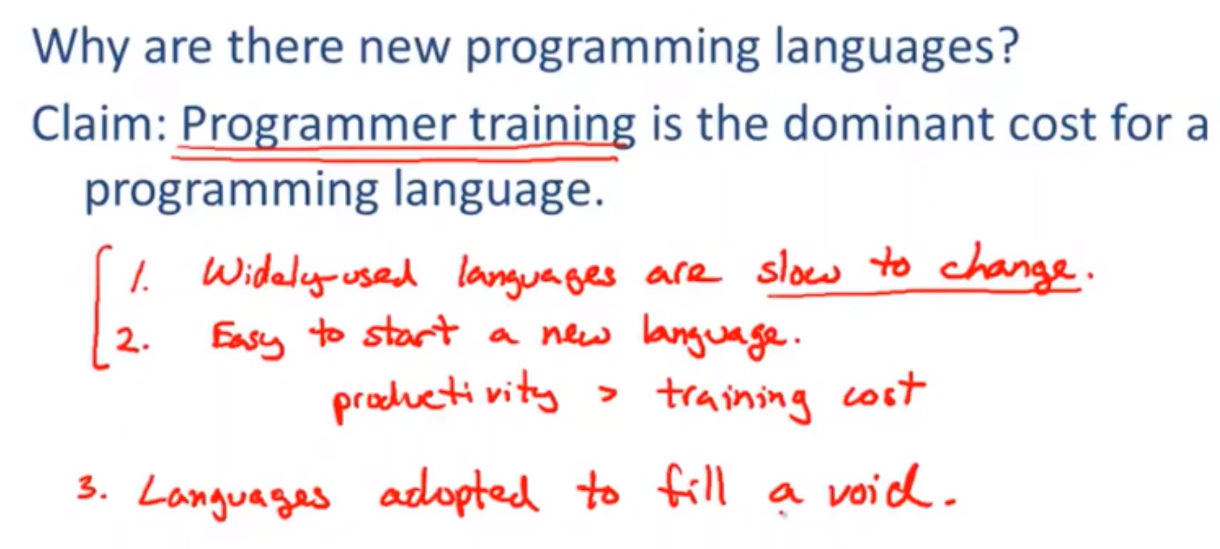 Why are there new programming languages?
Claim: Programmer training is the dominant cost for a
programming language.
1. Widely-used languages are slow to change.
2. Easy to start a new language.
productivity > training cost
3. Languages adopted to fill a void.